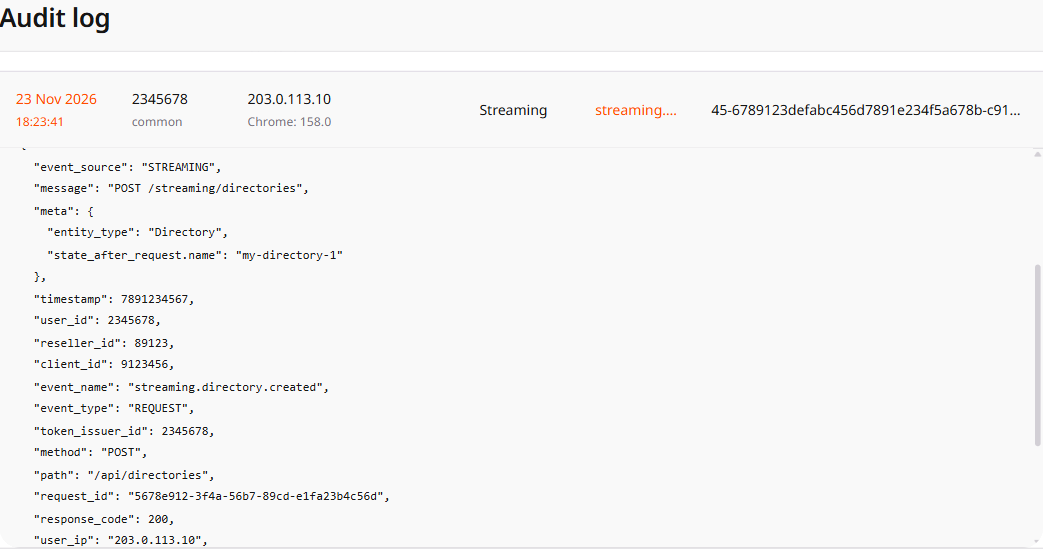 Audit log
23 Nov 2026 2345678 203.0.113.10 Streaming streaming.... 45-6789123defabc456d7891e234f5a678b-c91...
18:23:41 common Chrome: 158.0
"event_source": "STREAMING",
"message": "POST /streaming/directories",
"meta": {
"entity_type": "Directory",
"state_after_request.name": "my-directory-1"
},
"timestamp": 7891234567,
"user_id": 2345678,
"reseller_id": 89123,
"client_id": 9123456,
"event_name": "streaming.directory.created",
"event_type": "REQUEST",
"token_issuer_id": 2345678,
"method": "POST",
"path": "/api/directories",
"request_id": "5678e912-3f4a-56b7-89cd-e1fa23b4c56d",
"response_code": 200,
"user_ip": "203.0.113.10",